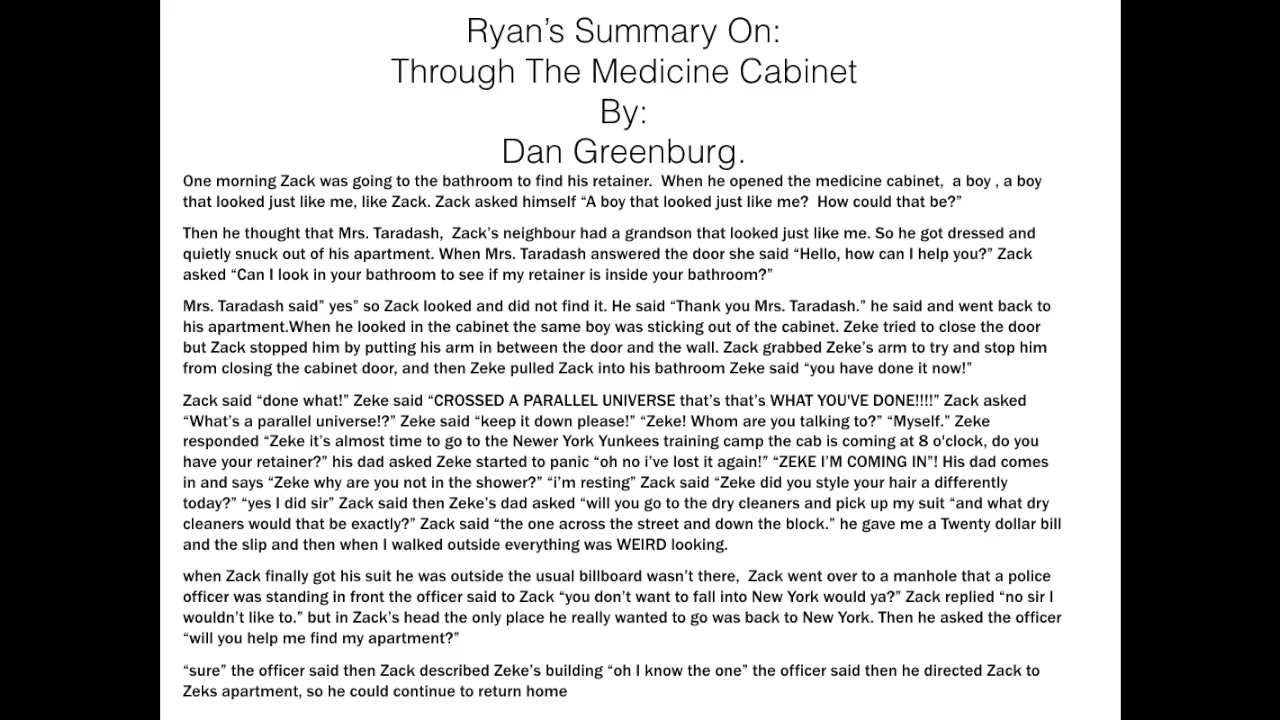 Ryan’s Summary On:
Through The Medicine Cabinet
By:
Dan Greenburg.
One morning Zack was going to the bathroom to find his retainer.  When he opened the medicine cabinet,  a boy , a boy
that looked just like me, like Zack. Zack asked himself “A boy that looked just like me?  How could that be?”
Then he thought that Mrs. Taradash,  Zack’s neighbour had a grandson that looked just like me. So he got dressed and
quietly snuck out of his apartment. When Mrs. Taradash answered the door she said “Hello, how can I help you?” Zack
asked “Can I look in your bathroom to see if my retainer is inside your bathroom?”
Mrs. Taradash said” yes” so Zack looked and did not find it. He said “Thank you Mrs. Taradash.” he said and went back to
his apartment.When he looked in the cabinet the same boy was sticking out of the cabinet. Zeke tried to close the door
but Zack stopped him by putting his arm in between the door and the wall. Zack grabbed Zeke’s arm to try and stop him
from closing the cabinet door, and then Zeke pulled Zack into his bathroom Zeke said “you have done it now!”
Zack said “done what!” Zeke said “CROSSED A PARALLEL UNIVERSE that’s that’s WHAT YOU'VE DONE!!!!” Zack asked
“What’s a parallel universe!?” Zeke said “keep it down please!” “Zeke! Whom are you talking to?” “Myself.” Zeke
responded “Zeke it’s almost time to go to the Newer York Yunkees training camp the cab is coming at 8 o'clock, do you
have your retainer?” his dad asked Zeke started to panic “oh no i’ve lost it again!” “ZEKE I’M COMING IN”! His dad comes
in and says “Zeke why are you not in the shower?” “i’m resting” Zack said “Zeke did you style your hair a differently
today?” “yes I did sir” Zack said then Zeke’s dad asked “will you go to the dry cleaners and pick up my suit “and what dry
cleaners would that be exactly?” Zack said “the one across the street and down the block.” he gave me a Twenty dollar bill
and the slip and then when I walked outside everything was WEIRD looking.
when Zack finally got his suit he was outside the usual billboard wasn’t there,  Zack went over to a manhole that a police
officer was standing in front the officer said to Zack “you don’t want to fall into New York would ya?” Zack replied “no sir I
wouldn’t like to.” but in Zack’s head the only place he really wanted to go was back to New York. Then he asked the officer
“will you help me find my apartment?”
“sure” the officer said then Zack described Zeke’s building “oh I know the one” the officer said then he directed Zack to
Zeks apartment, so he could continue to return home